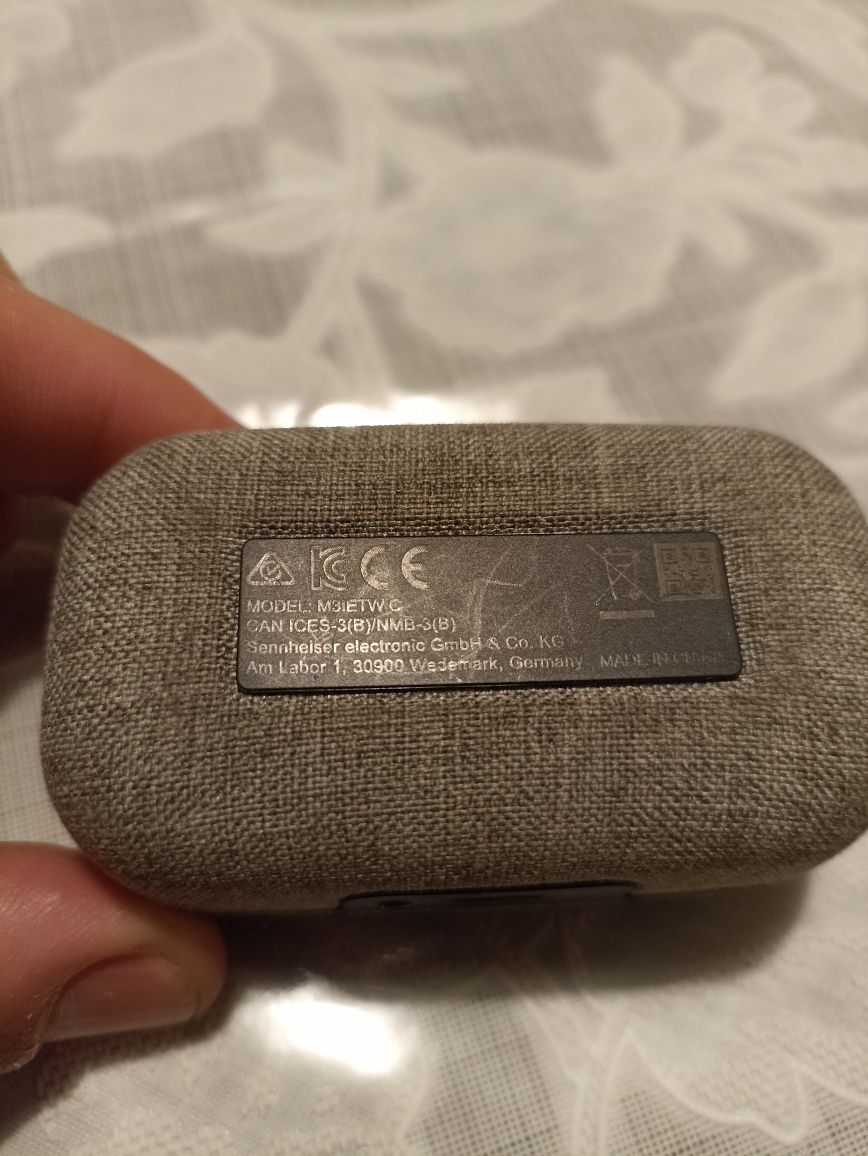 MODEL: M3IETW C
CAN ICES-3(B)/NMB-3(B)
Sennheiser electronic GmbH & Co. KG
Am Labor 1, 30900 Wedemark, Germany MADE IN CHINA